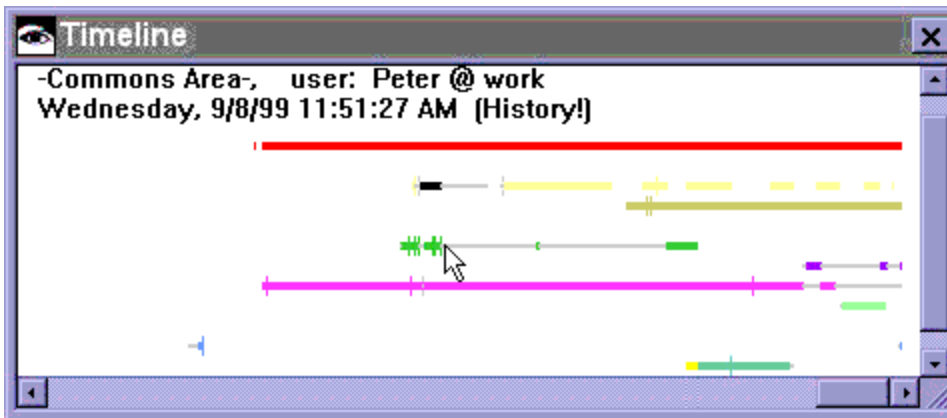 Timeline
-Commons Area-,    user:  Peter @ work
Wednesday, 9/8/99 11:51:27 AM  (History!)